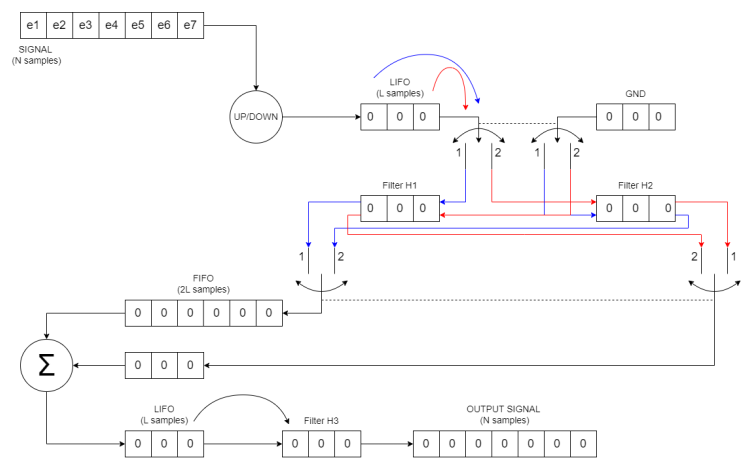 e1 e2 e3 e4 e5 e6 e7
SIGNAL
(N samples)
UP/DOWN
LIFO
(L samples)
0 0 0
GND
0 0 0
1 2
1 2
Filter H1
0 0 0
Filter H2
0 0 0
1 2
2 1
FIFO
(2L samples)
0 0 0 0 0 0
Σ
0 0 0
LIFO
(L samples)
0 0 0
Filter H3
0 0 0
OUTPUT SIGNAL
(N samples)
0 0 0 0 0 0 0